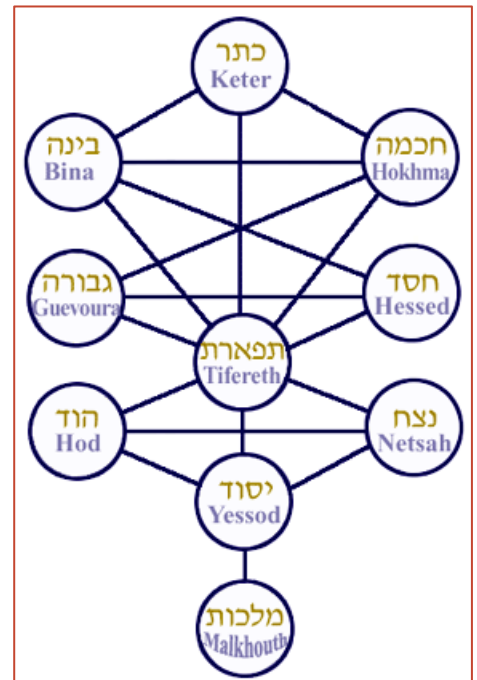 כתר
Keter
בינה
Bina
חכמה
Hokhma
גבורה
Guevoura
חסד
Hessed
תפארת
Tifereth
הוד
Hod
נצח
Netsah
יסוד
Yessod
מלכות
Malkhouth